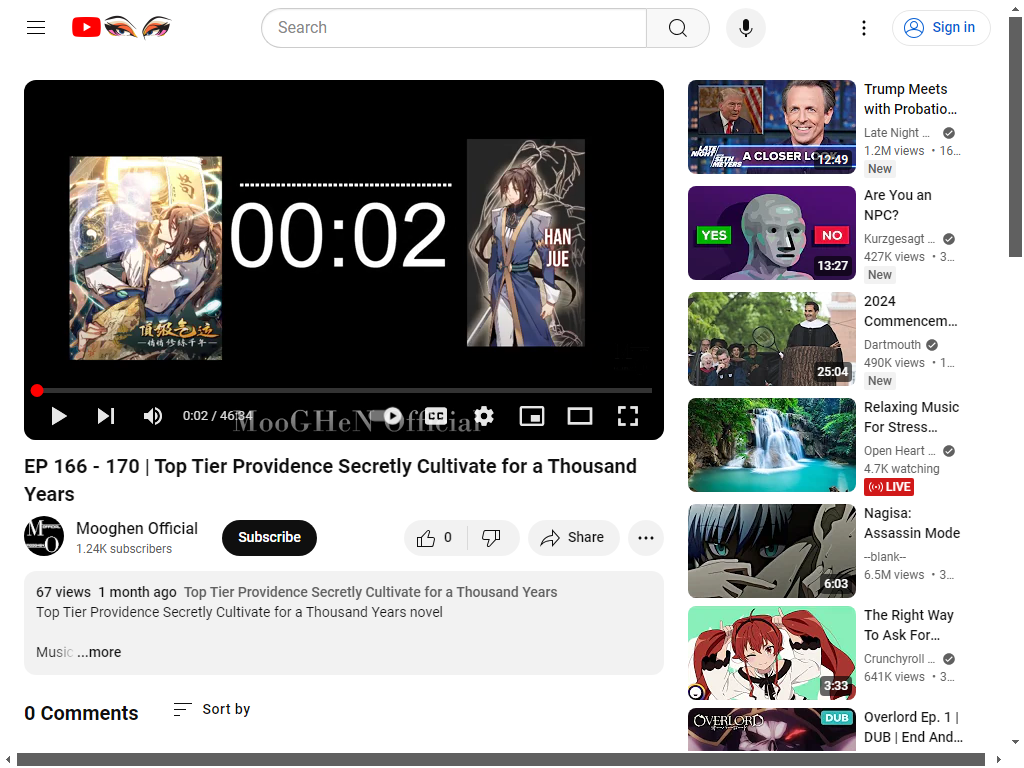 Search
Sign in
00:02
HAN
JUE
頂級气运
悄悄修練千年
0:02 / 46:34
MooGHeN Official
EP 166 - 170 | Top Tier Providence Secretly Cultivate for a Thousand
Years
Mooghen Official
1.24K subscribers
Subscribe
0
Share
67 views 1 month ago Top Tier Providence Secretly Cultivate for a Thousand Years
Top Tier Providence Secretly Cultivate for a Thousand Years novel
Music
...more
0 Comments
Sort by
LATE NIGHT
SETH MEYERS
A CLOSER LO
12:49
Trump Meets
with Probatio...
Late Night ...
1.2M views • 16...
New
YES
NO
13:27
Are You an
NPC?
Kurzgesagt ...
427K views • 3...
New
25:04
2024
Commencem...
Dartmouth
490K views • 1...
New
Relaxing Music
For Stress...
Open Heart ...
4.7K watching
LIVE
6:03
Nagisa:
Assassin Mode
--blank--
6.5M views • 3...
3:33
The Right Way
To Ask For...
Crunchyroll ...
641K views • 3...
OVERLORD
DUB
Overlord Ep. 1 |
DUB | End And...